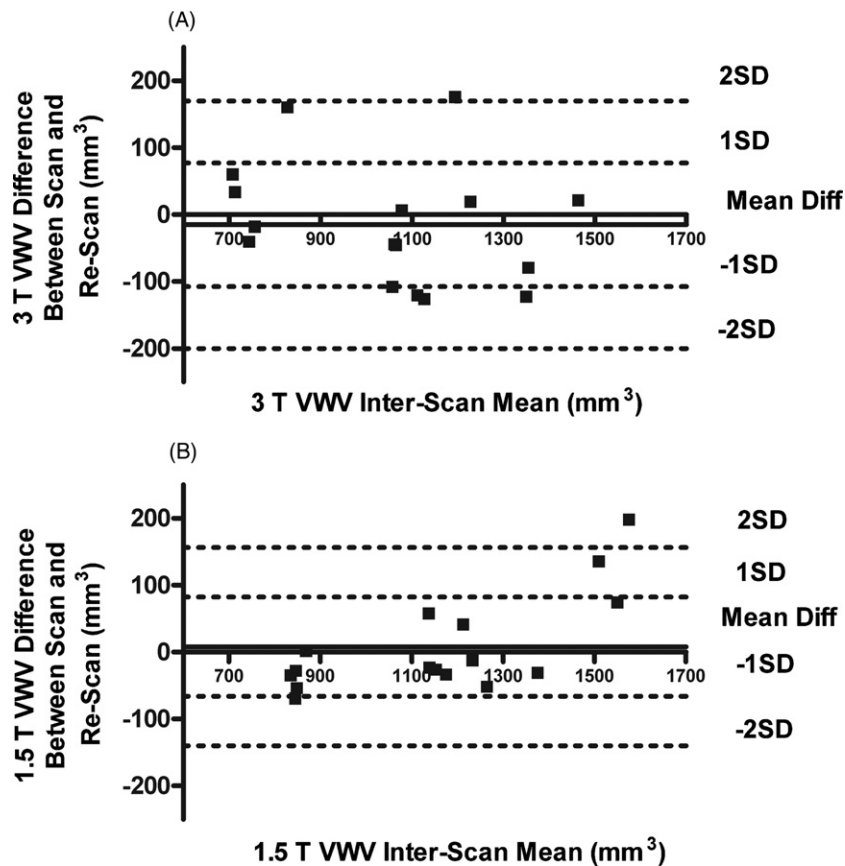 (A)
3 T VWV Difference
Between Scan and
Re-Scan (mm³)
200
100
0
-100
-200
700 900 1100 1300 1500 1700
2SD
1SD
Mean Diff
-1SD
-2SD
3 T VWV Inter-Scan Mean (mm³)
(B)
1.5 T VWV Difference
Between Scan and
Re-Scan (mm³)
200
100
0
-100
-200
700 900 1100 1300 1500 1700
2SD
1SD
Mean Diff
-1SD
-2SD
1.5 T VWV Inter-Scan Mean (mm³)